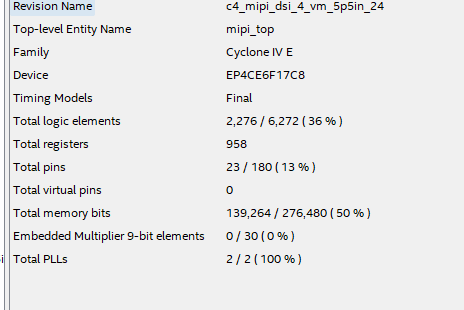 Revision Name c4_mipi_dsi_4_vm_5p5in_24
Top-level Entity Name mipi_top
Family Cyclone IV E
Device EP4CE6F17C8
Timing Models Final
Total logic elements 2,276 / 6,272 ( 36 % )
Total registers 958
Total pins 23 / 180 ( 13 % )
Total virtual pins 0
Total memory bits 139,264 / 276,480 ( 50 % )
Embedded Multiplier 9-bit elements 0 / 30 ( 0 % )
Total PLLs 2 / 2 ( 100 % )